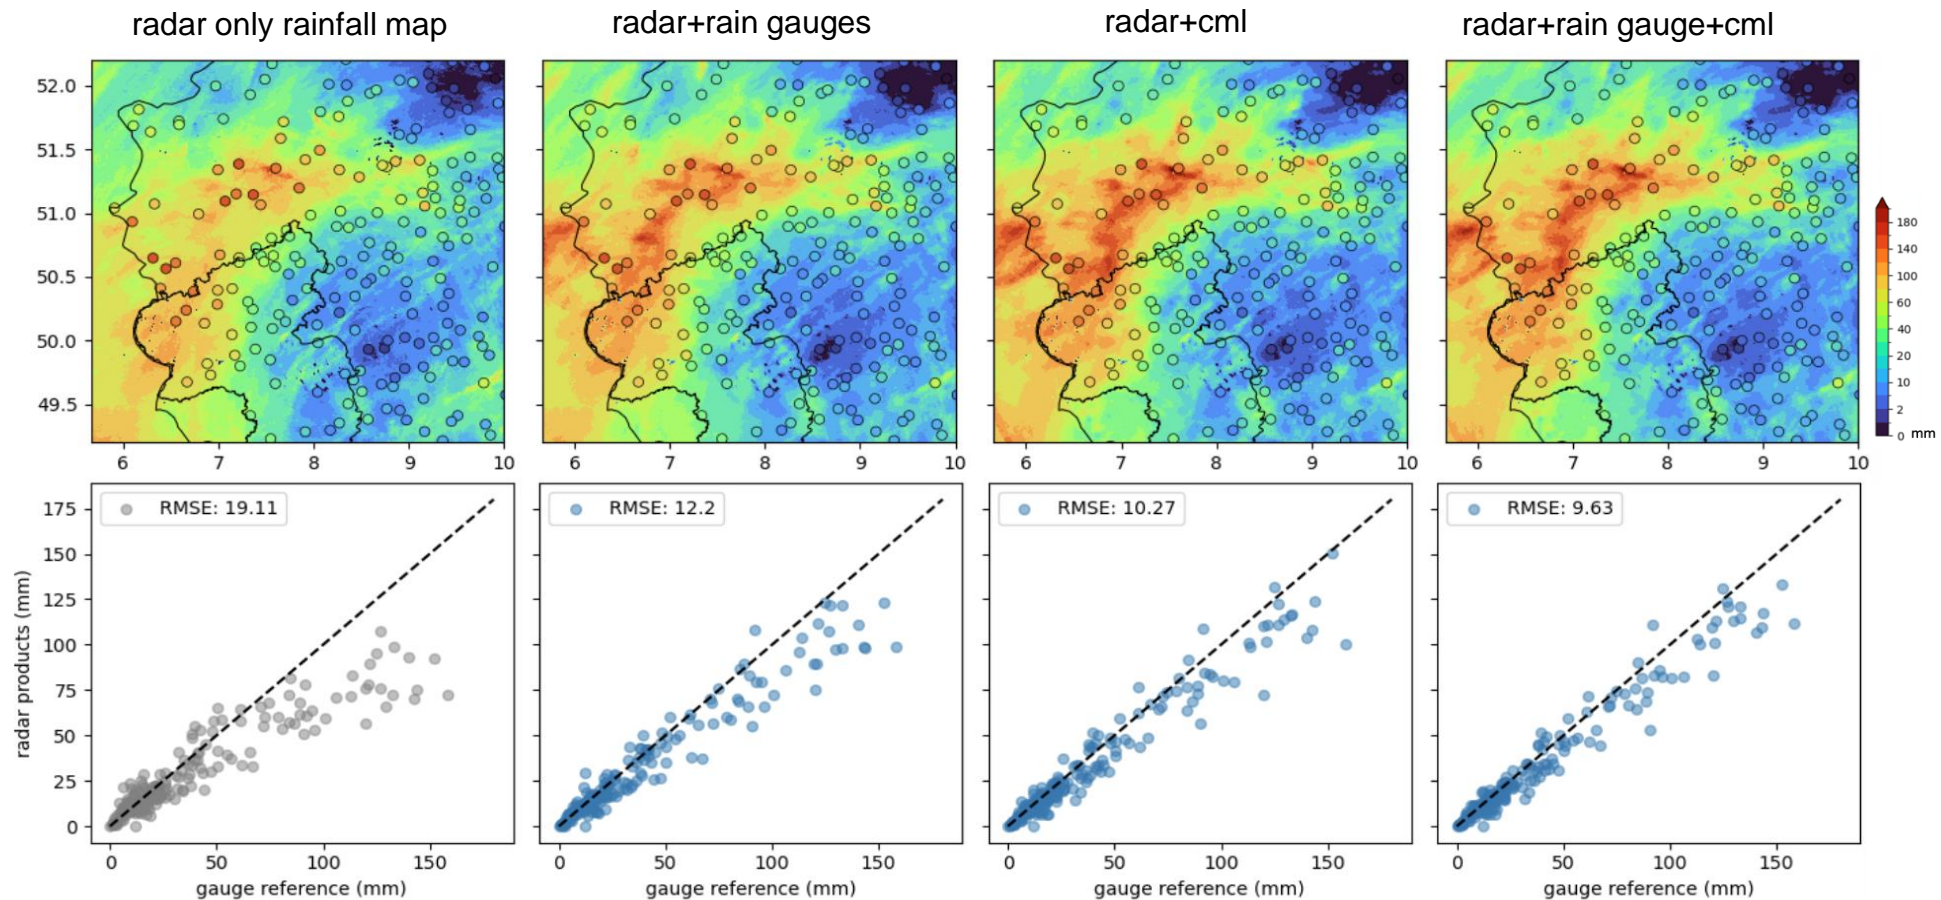 radar only rainfall map
radar+rain gauges
radar+cml
radar+rain gauge+cml
52.0
51.5
51.0
50.5
50.0
49.5
6 7 8 9 10
6 7 8 9 10
6 7 8 9 10
6 7 8 9 10
180
140
100
60
40
20
10
2
0 mm
RMSE: 19.11
RMSE: 12.2
RMSE: 10.27
RMSE: 9.63
radar products (mm)
175
150
125
100
75
50
25
0
0 50 100 150
0 50 100 150
0 50 100 150
0 50 100 150
gauge reference (mm)
gauge reference (mm)
gauge reference (mm)
gauge reference (mm)